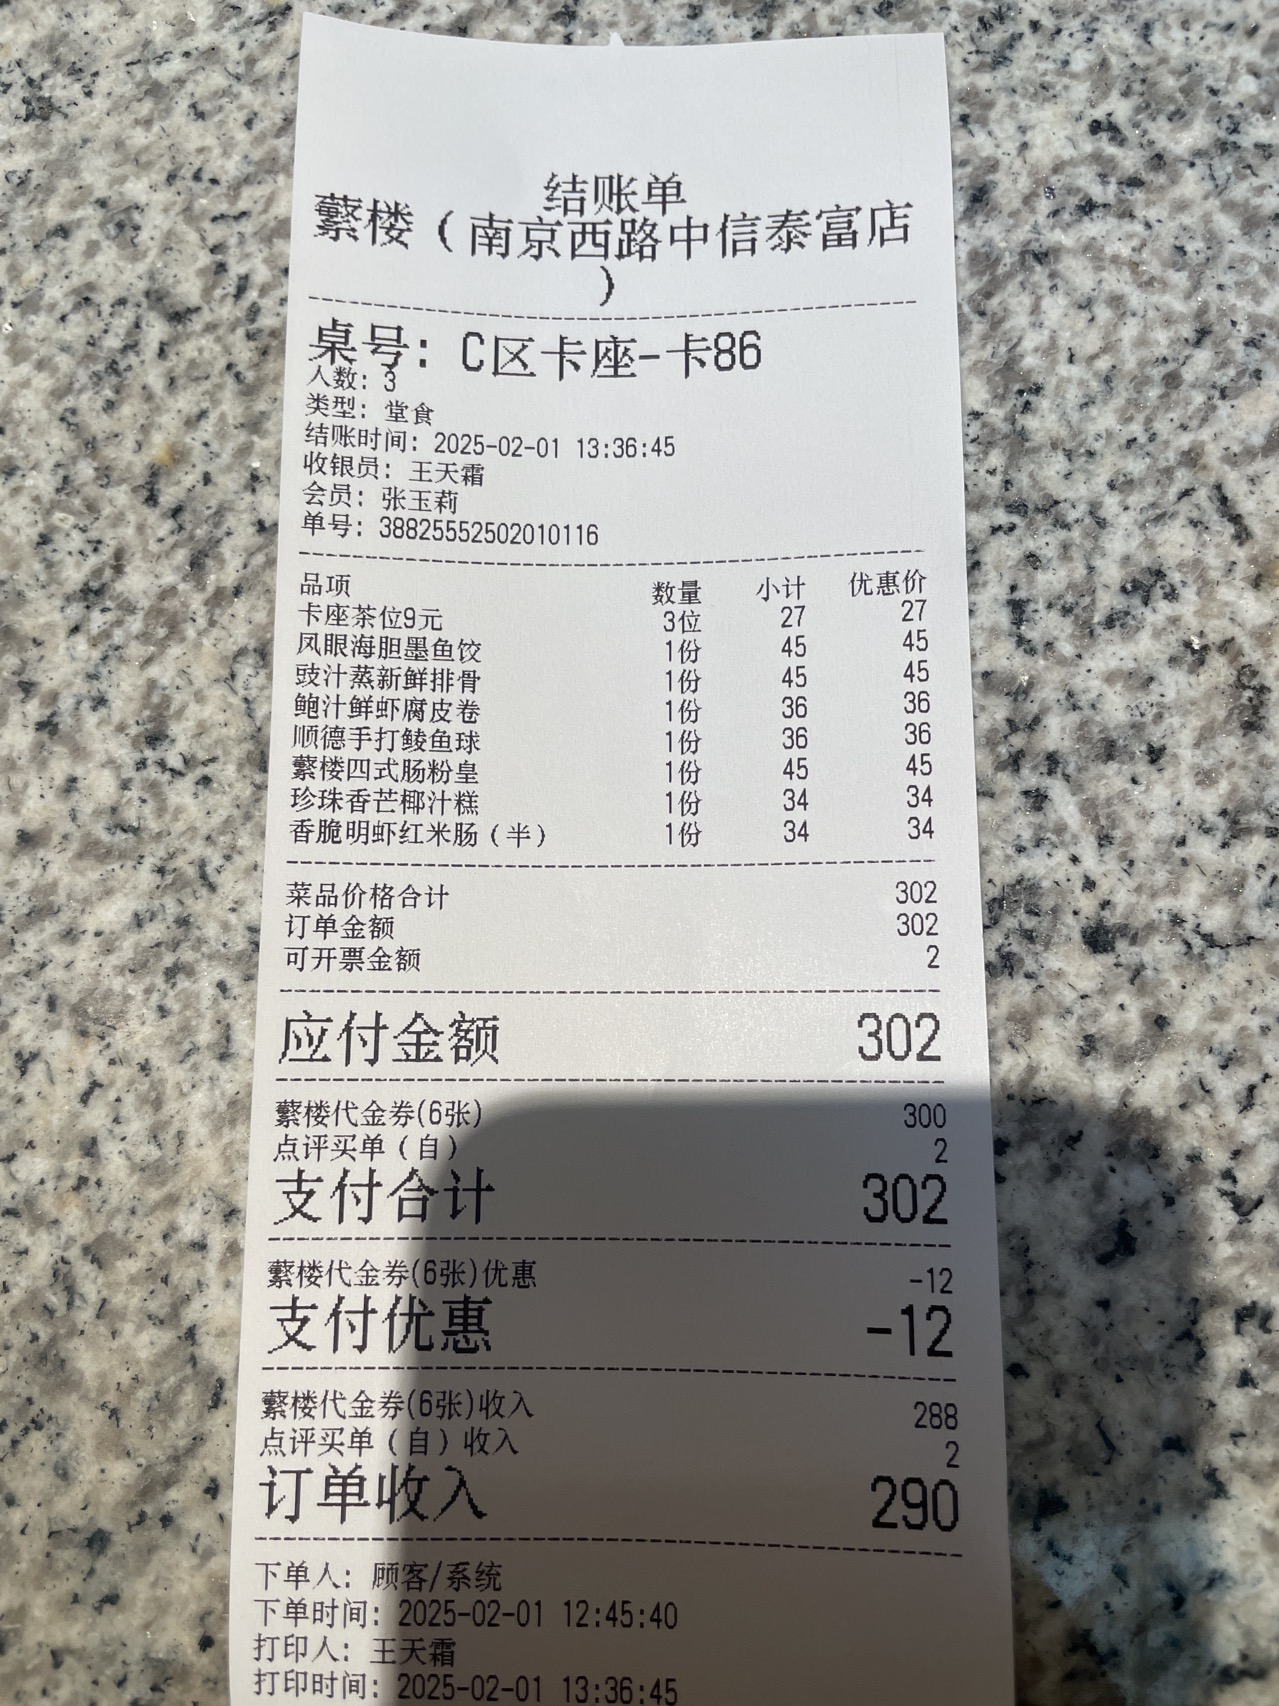 结账单
蘩楼（南京西路中信泰富店
）
桌号：C区卡座-卡86
人数：3
类型：堂食
结账时间：2025-02-01 13:36:45
收银员：王天霜
会员：张玉莉
单号：38825552502010116
品项 数量 小计 优惠价
卡座茶位9元 3位 27 27
凤眼海胆墨鱼饺 1份 45 45
豉汁蒸新鲜排骨 1份 45 45
鲍汁鲜虾腐皮卷 1份 36 36
顺德手打鲮鱼球 1份 36 36
蘩楼四式肠粉皇 1份 45 45
珍珠香芒椰汁糕 1份 34 34
香脆明虾红米肠（半） 1份 34 34
菜品价格合计 302
订单金额 302
可开票金额 2
应付金额 302
蘩楼代金券(6张) 300
点评买单（自） 2
支付合计 302
蘩楼代金券(6张)优惠 -12
支付优惠 -12
蘩楼代金券(6张)收入 288
点评买单（自）收入 2
订单收入 290
下单人：顾客/系统
下单时间：2025-02-01 12:45:40
打印人：王天霜
打印时间：2025-02-01 13:36:45